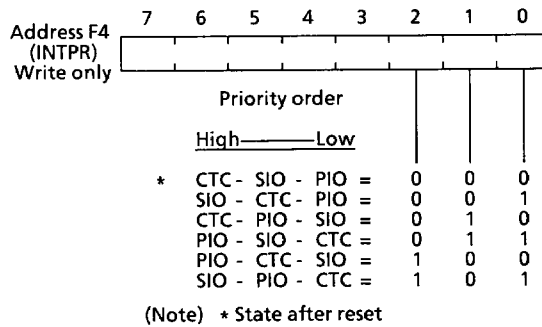 7 6 5 4 3 2 1 0
Address F4
(INTPR)
Write only
Priority order
High Low
* CTC - SIO - PIO = 0 0 0
SIO - CTC - PIO = 0 0 1
CTC - PIO - SIO = 0 1 0
PIO - SIO - CTC = 0 1 1
PIO - CTC - SIO = 1 0 0
SIO - PIO - CTC = 1 0 1
(Note) * State after reset